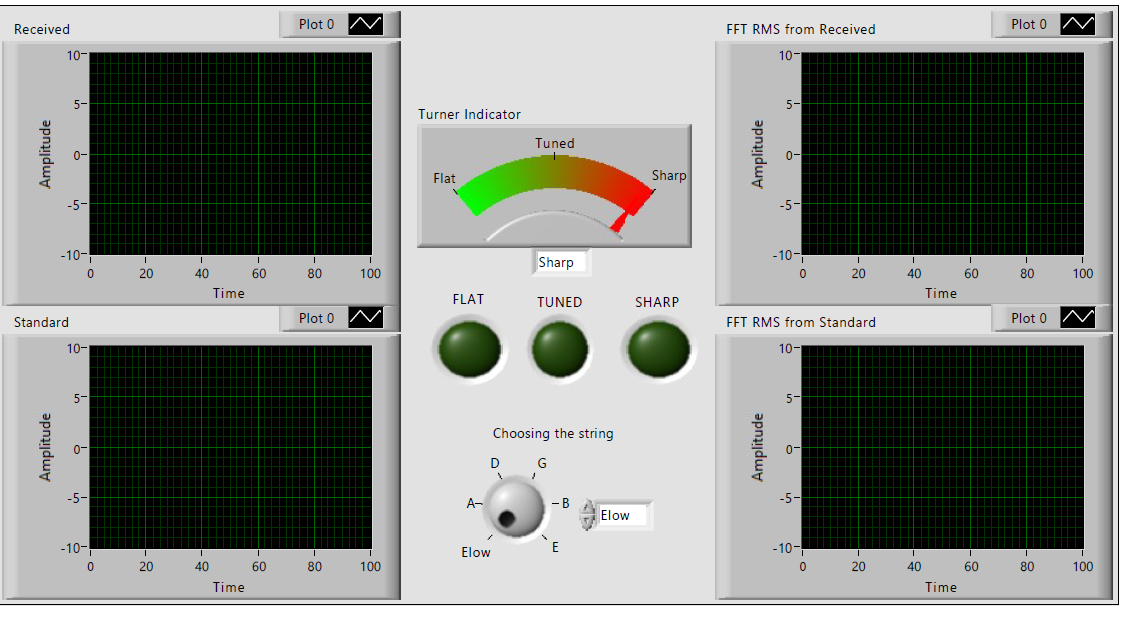 Received
Plot 0
10
5
0
-5
-10
Amplitude
0 20 40 60 80 100
Time
Standard
Plot 0
10
5
0
-5
-10
Amplitude
0 20 40 60 80 100
Time
Turner Indicator
Tuned
Flat
Sharp
Sharp
FLAT TUNED SHARP
Choosing the string
D G
A B
Elow E
Elow
FFT RMS from Received
Plot 0
10
5
0
-5
-10
Amplitude
0 20 40 60 80 100
Time
FFT RMS from Standard
Plot 0
10
5
0
-5
-10
Amplitude
0 20 40 60 80 100
Time